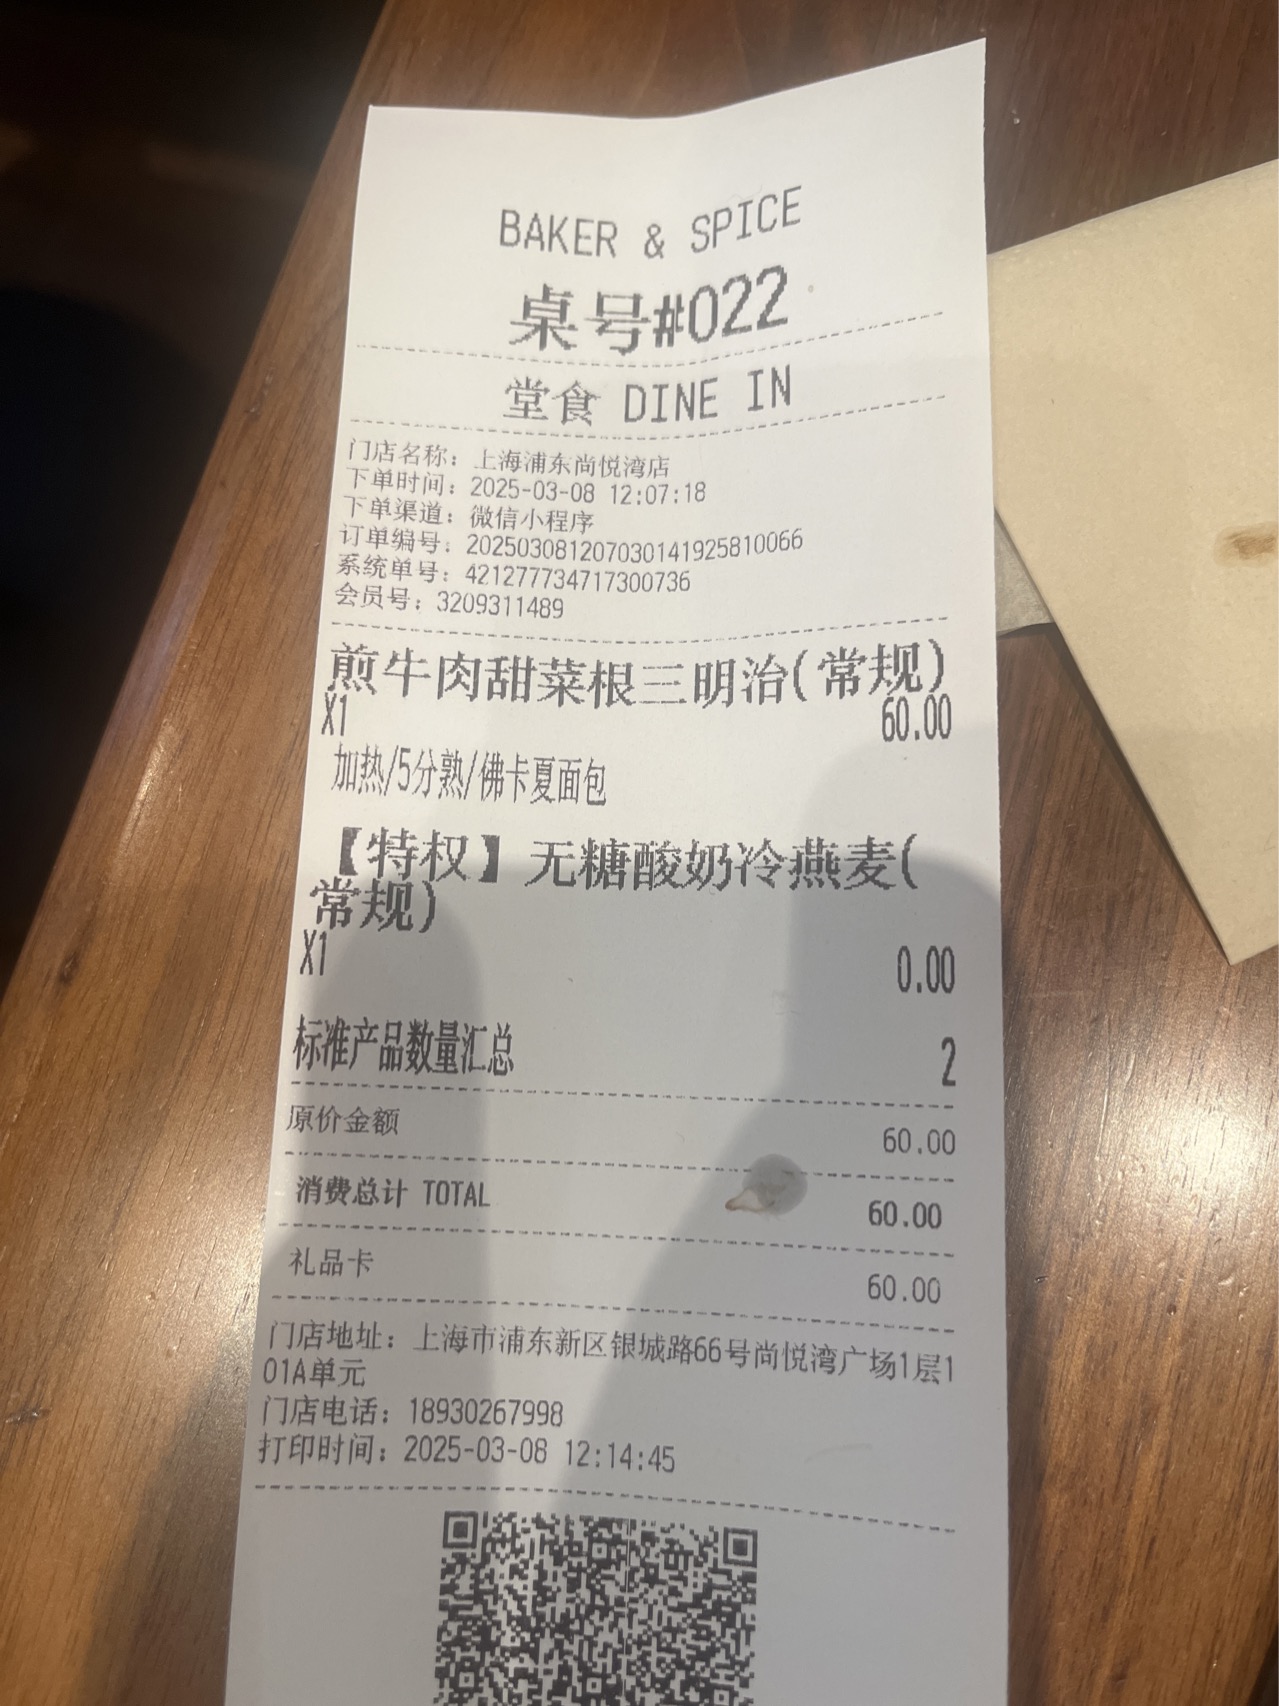 BAKER & SPICE
桌号#022
堂食 DINE IN
门店名称：上海浦东尚悦湾店
下单时间：2025-03-08 12:07:18
下单渠道：微信小程序
订单编号：2025030812070301419258​10066
系统单号：421277734717300736
会员号：3209311489
煎牛肉甜菜根三明治(常规)
X1 60.00
加热/5分熟/佛卡夏面包
【特权】无糖酸奶冷燕麦(
常规)
X1 0.00
标准产品数量汇总 2
原价金额 60.00
消费总计 TOTAL 60.00
礼品卡 60.00
门店地址：上海市浦东新区银城路66号尚悦湾广场1层1
01A单元
门店电话：18930267998
打印时间：2025-03-08 12:14:45